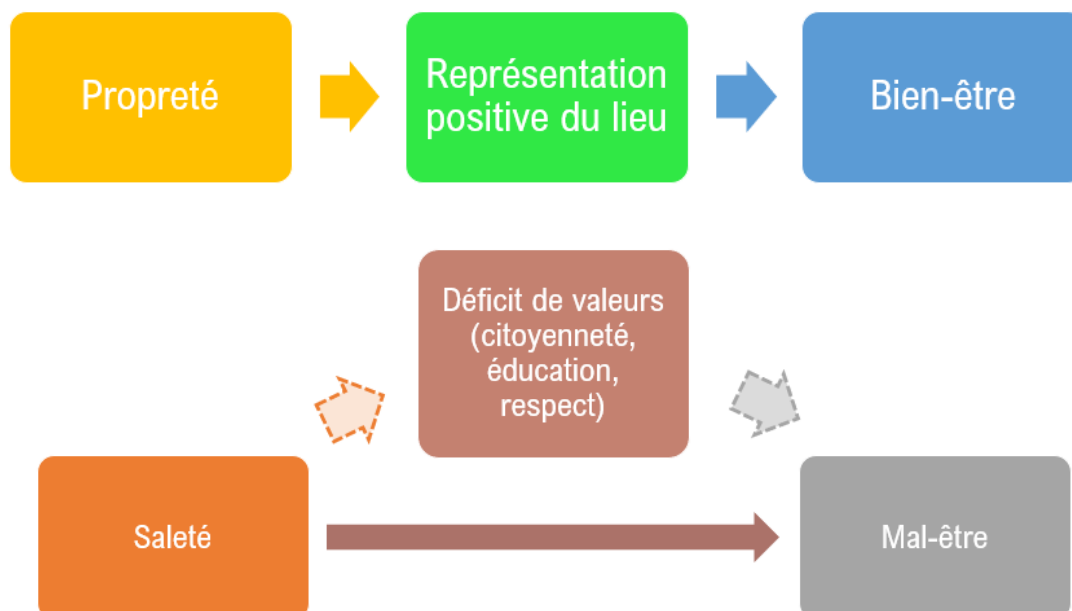 Propreté
Représentation
positive du lieu
Bien-être
Déficit de valeurs
(citoyenneté,
éducation,
respect)
Saleté
Mal-être